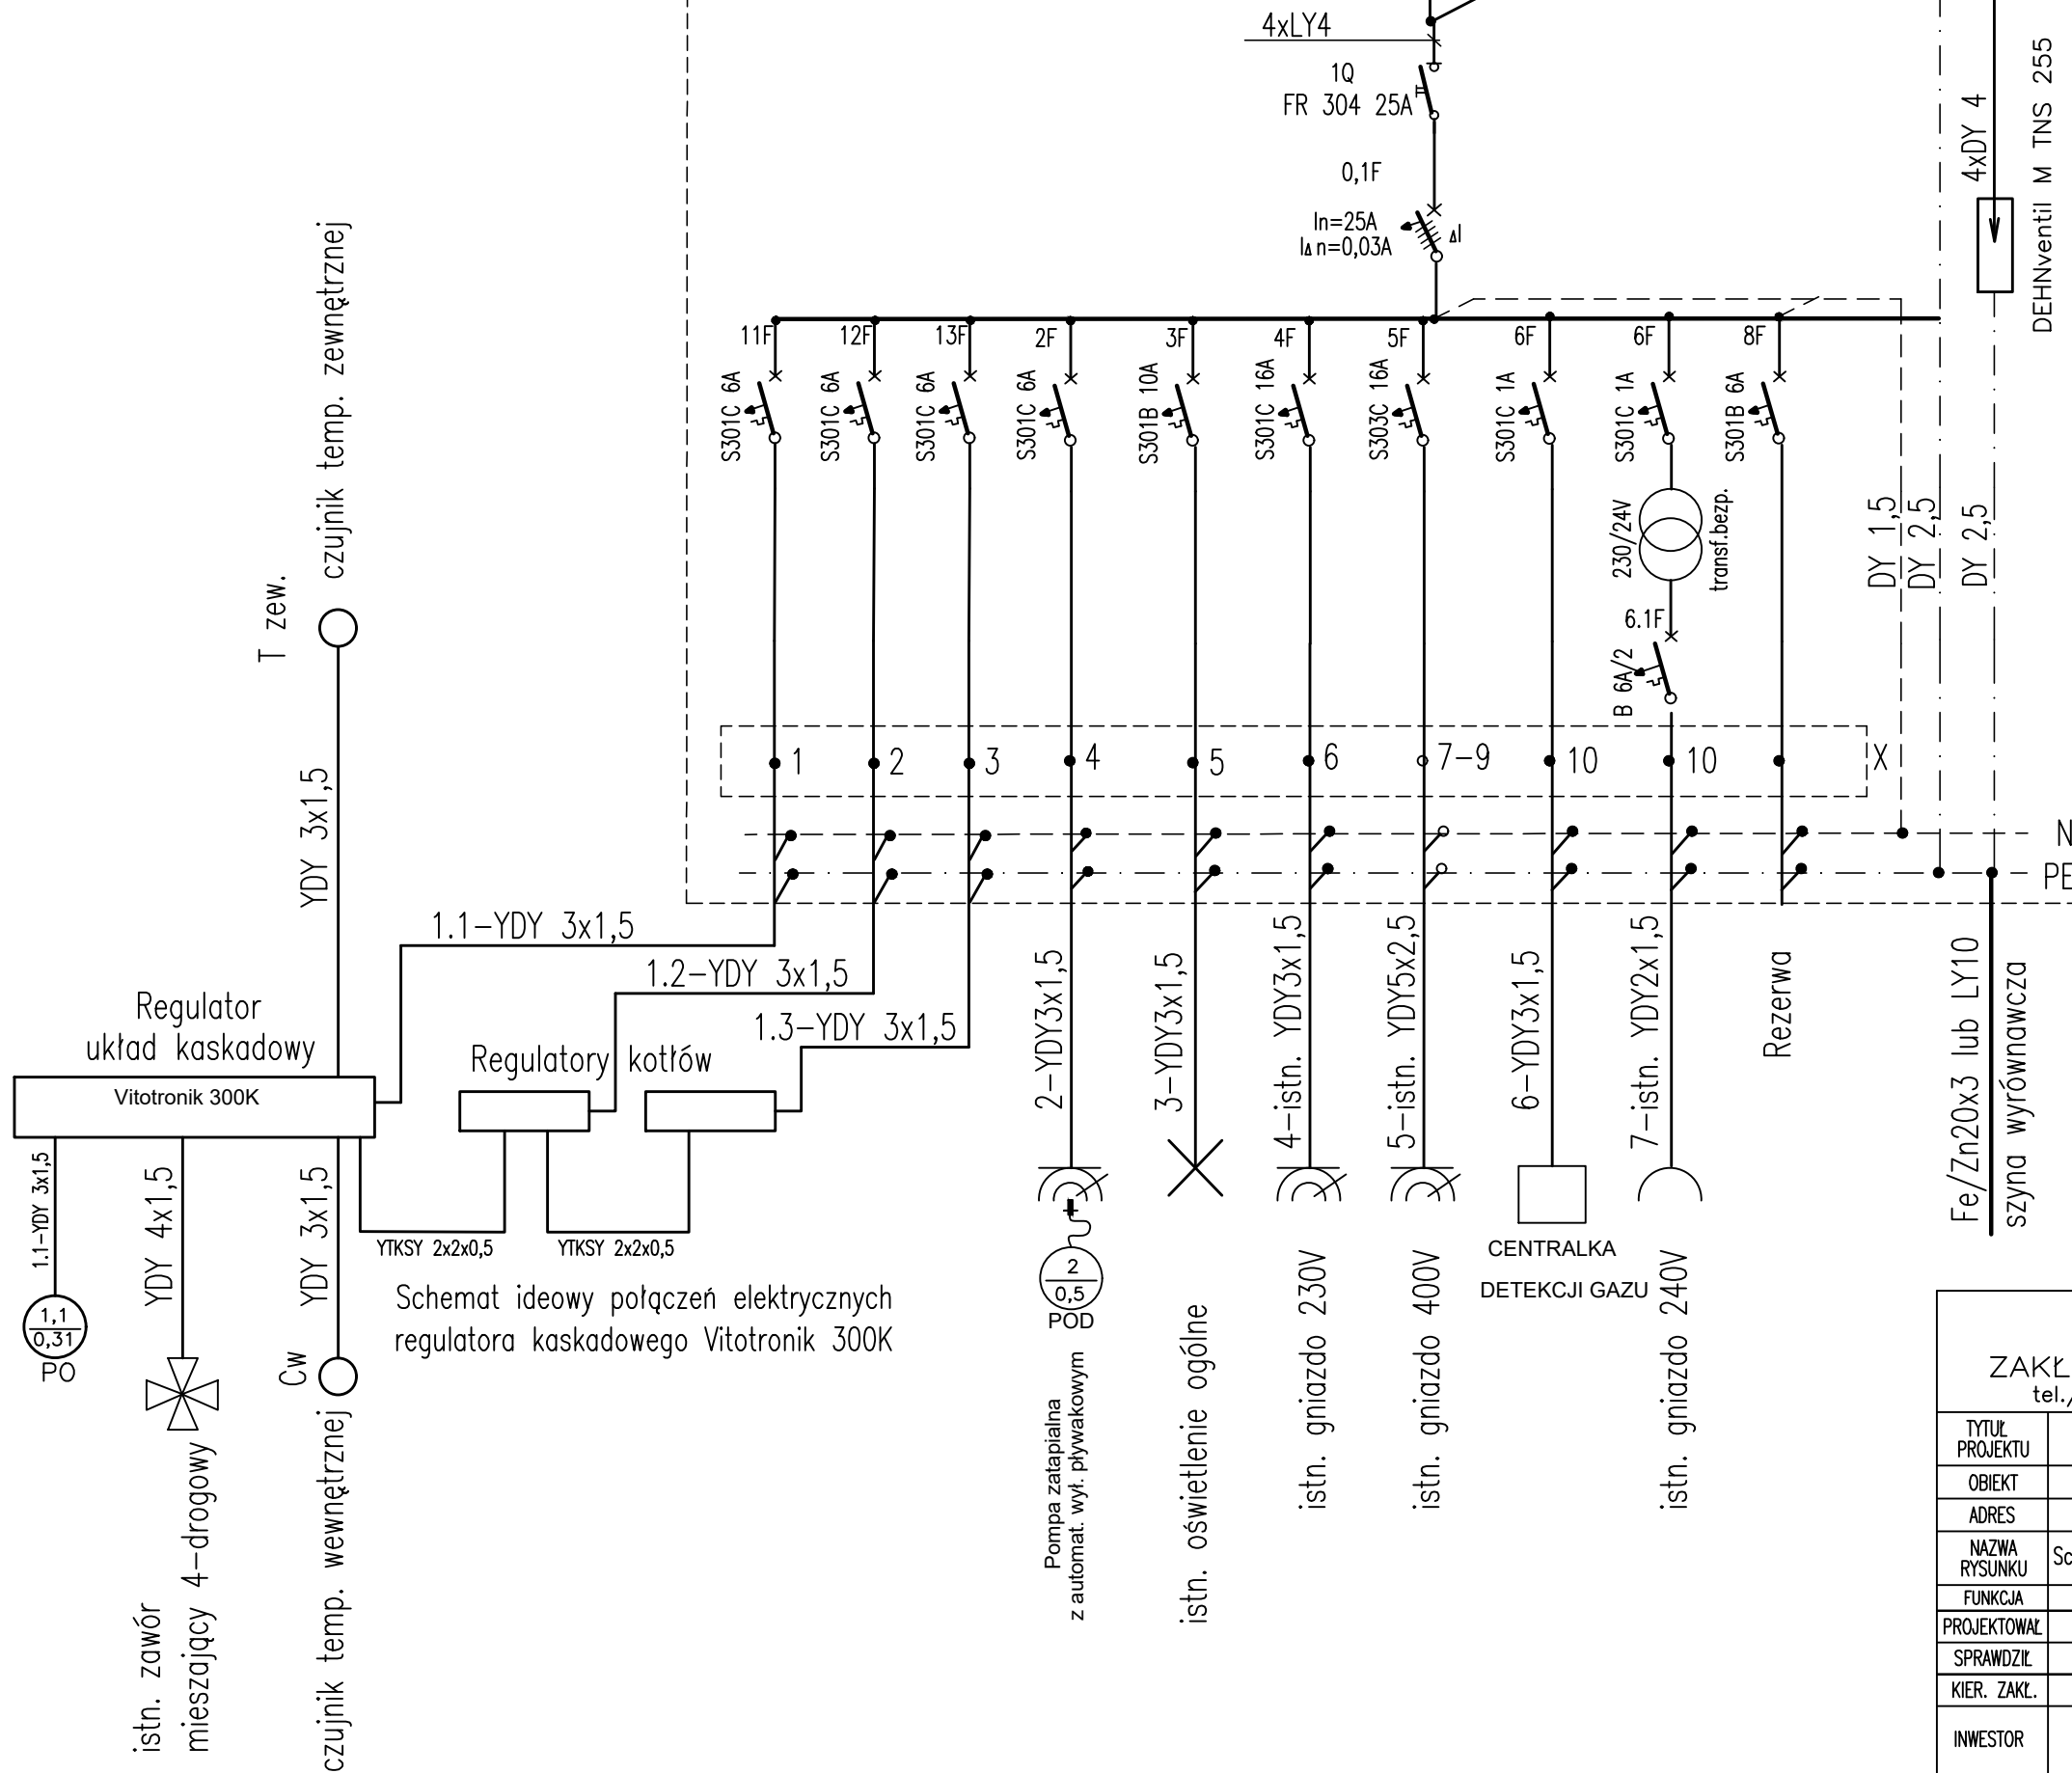 4xLY4
1Q
FR 304 25A
0,1F
In=25A
I∆n=0,03A
∆I
4xDY 4
DEHNventil M TNS 255
11F
12F
13F
2F
3F
4F
5F
6F
6F
8F
S301C 6A
S301C 6A
S301C 6A
S301C 6A
S301B 10A
S301C 16A
S303C 16A
S301C 1A
S301C 1A
S301B 6A
230/24V
transf.bezp.
6.1F
B 6A/2
DY 1,5
DY 2,5
DY 2,5
1
2
3
4
5
6
7-9
10
10
X
N
PE
T zew.
czujnik temp. zewnętrznej
YDY 3x1,5
1.1-YDY 3x1,5
1.2-YDY 3x1,5
1.3-YDY 3x1,5
Regulator
układ kaskadowy
Vitotronik 300K
Regulatory kotłów
1.1-YDY 3x1,5
YDY 4x1,5
YDY 3x1,5
YTKSY 2x2x0,5
YTKSY 2x2x0,5
Schemat ideowy połączeń elektrycznych
regulatora kaskadowego Vitotronik 300K
1,1
0,31
PO
istn. zawór
mieszający 4-drogowy
Cw
czujnik temp. wewnętrznej
2-YDY3x1,5
3-YDY3x1,5
4-istn. YDY3x1,5
5-istn. YDY5x2,5
6-YDY3x1,5
7-istn. YDY2x1,5
Rezerwa
Fe/Zn20x3 lub LY10
szyna wyrównawcza
2
0,5
POD
Pompa zatapialna
z automat. wył. pływakowym
istn. oświetlenie ogólne
istn. gniazdo 230V
istn. gniazdo 400V
CENTRALKA
DETEKCJI GAZU
istn. gniazdo 240V
ZAKŁ
tel./
TYTUŁ
PROJEKTU
OBIEKT
ADRES
NAZWA
RYSUNKU
Sc
FUNKCJA
PROJEKTOWAŁ
SPRAWDZIŁ
KIER. ZAKŁ.
INWESTOR